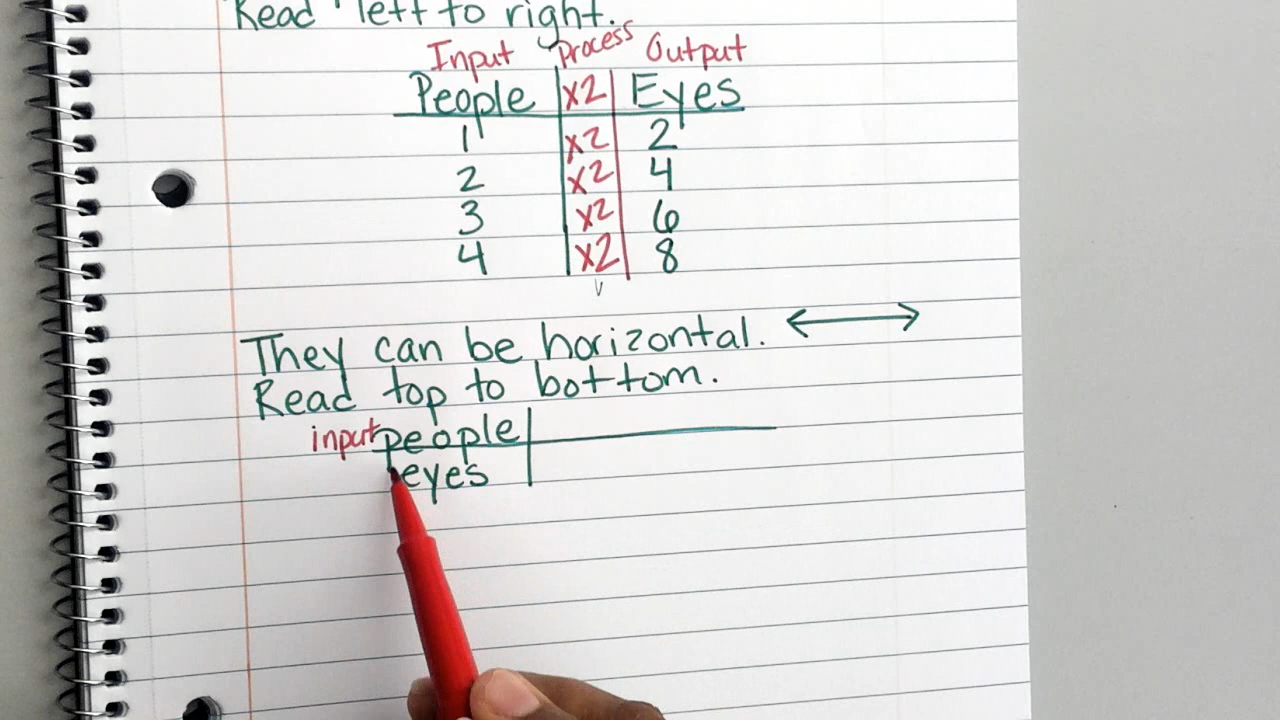 Read left to right.
Input Process Output
People x2 Eyes
1 x2 2
2 x2 4
3 x2 6
4 x2 8
They can be horizontal.
Read top to bottom.
input people
eyes